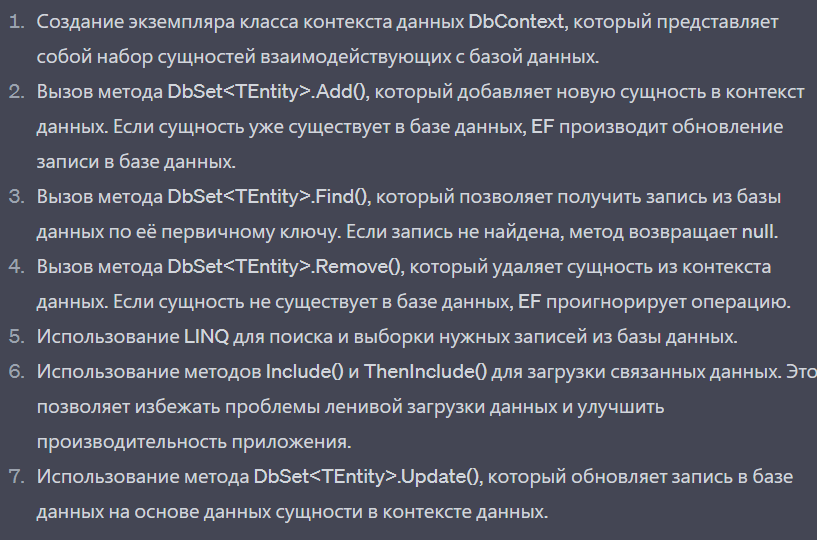 1. Создание экземпляра класса контекста данных DbContext, который представляет
собой набор сущностей взаимодействующих с базой данных.
2. Вызов метода DbSet<TEntity>.Add(), который добавляет новую сущность в контекст
данных. Если сущность уже существует в базе данных, EF производит обновление
записи в базе данных.
3. Вызов метода DbSet<TEntity>.Find(), который позволяет получить запись из базы
данных по её первичному ключу. Если запись не найдена, метод возвращает null.
4. Вызов метода DbSet<TEntity>.Remove(), который удаляет сущность из контекста
данных. Если сущность не существует в базе данных, EF проигнорирует операцию.
5. Использование LINQ для поиска и выборки нужных записей из базы данных.
6. Использование методов Include() и ThenInclude() для загрузки связанных данных. Это
позволяет избежать проблемы ленивой загрузки данных и улучшить
производительность приложения.
7. Использование метода DbSet<TEntity>.Update(), который обновляет запись в базе
данных на основе данных сущности в контексте данных.